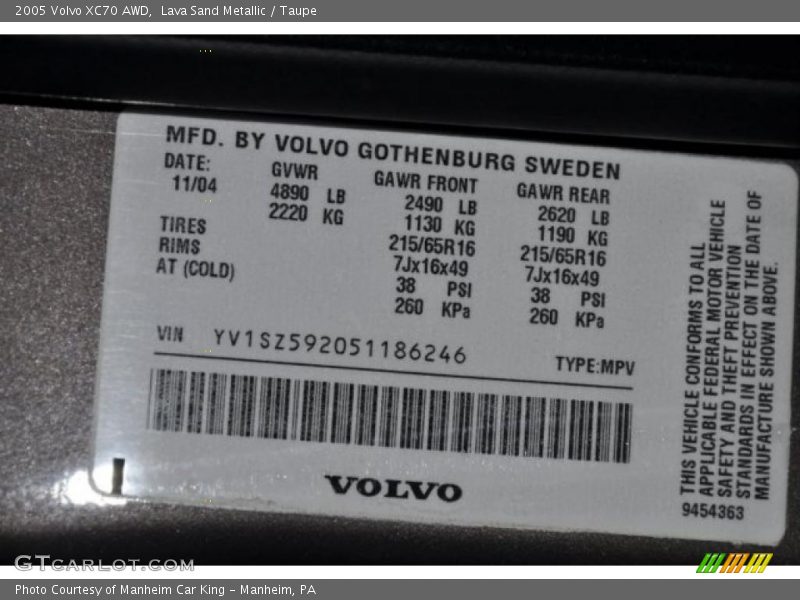 2005 Volvo XC70 AWD, Lava Sand Metallic / Taupe
MFD. BY VOLVO GOTHENBURG SWEDEN
DATE: GVWR GAWR FRONT GAWR REAR
11/04 4890 LB 2490 LB 2620 LB
2220 KG 1130 KG 1190 KG
TIRES 215/65R16 215/65R16
RIMS 7Jx16x49 7Jx16x49
AT (COLD) 38 PSI 38 PSI
260 KPa 260 KPa
VIN YV1SZ592051186246 TYPE:MPV
VOLVO
THIS VEHICLE CONFORMS TO ALL
APPLICABLE FEDERAL MOTOR VEHICLE
SAFETY AND THEFT PREVENTION
STANDARDS IN EFFECT ON THE DATE OF
MANUFACTURE SHOWN ABOVE.
9454363
GTCarLot.com
Photo Courtesy of Manheim Car King - Manheim, PA